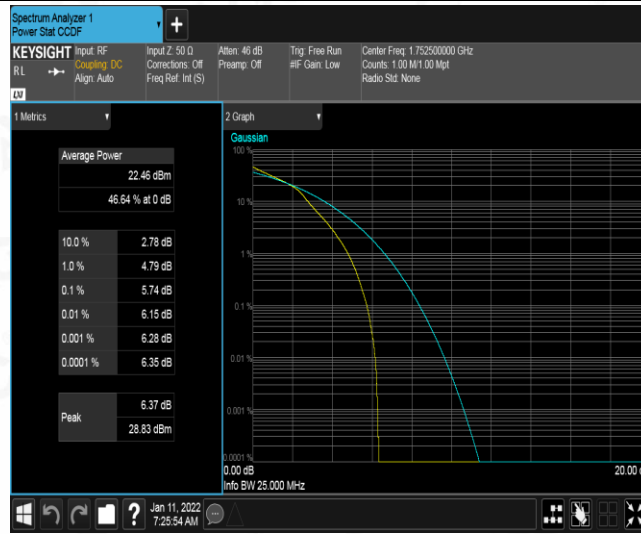 Spectrum Analyzer 1
Power Stat CCDF
+
KEYSIGHT
RL
LXI
Input: RF
Coupling: DC
Align: Auto
Input Z: 50 Ω
Corrections: Off
Freq Ref: Int (S)
Atten: 46 dB
Preamp: Off
Trig: Free Run
#IF Gain: Low
Center Freq: 1.752500000 GHz
Counts: 1.00 M/1.00 Mpt
Radio Std: None
1 Metrics
Average Power
22.46 dBm
46.64 % at 0 dB
10.0 % 2.78 dB
1.0 % 4.79 dB
0.1 % 5.74 dB
0.01 % 6.15 dB
0.001 % 6.28 dB
0.0001 % 6.35 dB
Peak
6.37 dB
28.83 dBm
2 Graph
Gaussian
100 %
10 %
1 %
0.1 %
0.01 %
0.001 %
0.0001 %
0.00 dB
20.00
Info BW 25.000 MHz
?
Jan 11, 2022
7:25:54 AM